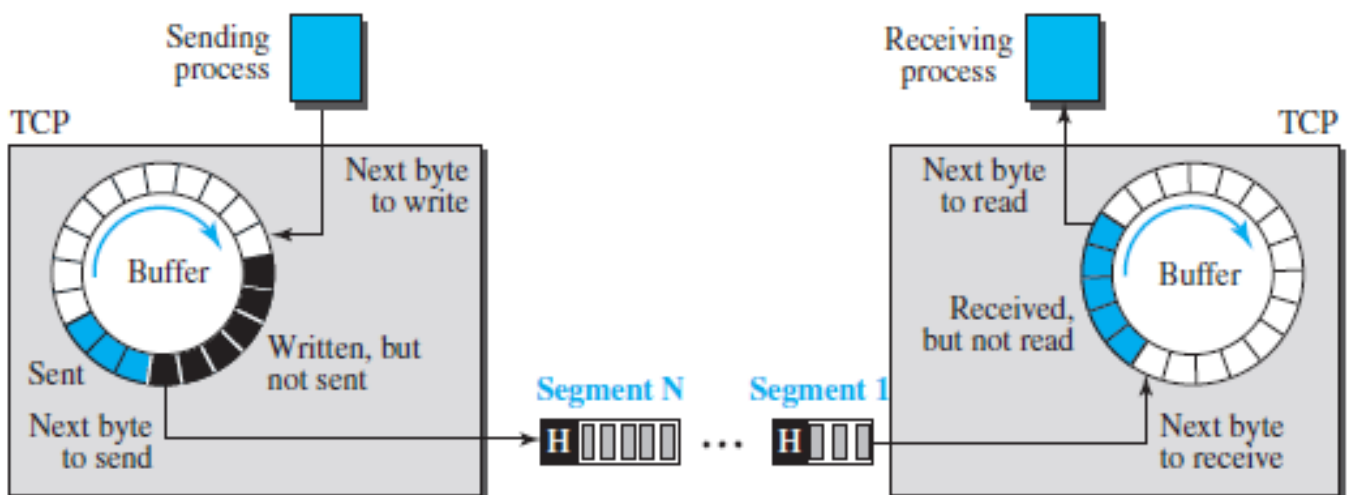 Sending
process
Receiving
process
TCP
TCP
Next byte
to write
Buffer
Written, but
not sent
Sent
Next byte
to send
Segment N
H
...
Segment 1
H
Next byte
to read
Buffer
Received,
but not read
Next byte
to receive